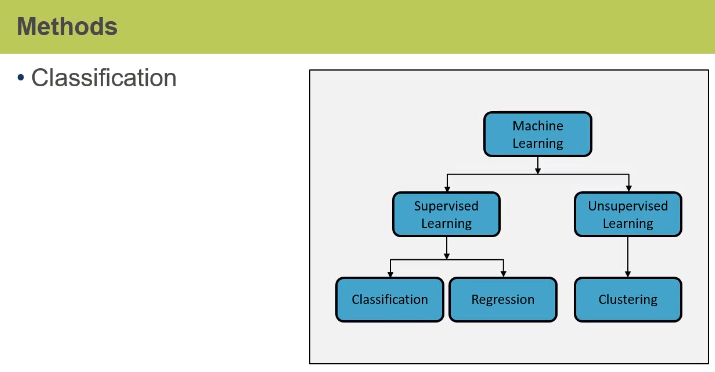 Methods
• Classification
Machine
Learning
Supervised
Learning
Unsupervised
Learning
Classification
Regression
Clustering